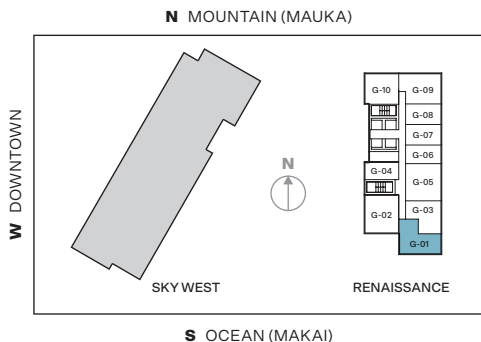 N MOUNTAIN (MAUKA)
W DOWNTOWN
G-10 G-09
G-08
G-07
G-06
G-04
G-05
G-03
G-02
G-01
N
SKY WEST
RENAISSANCE
S OCEAN (MAKAI)